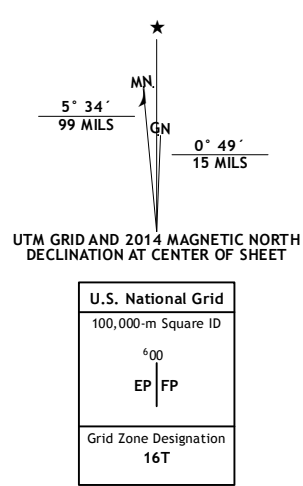 ★
MN.
5° 34´
99 MILS
GN
0° 49´
15 MILS
UTM GRID AND 2014 MAGNETIC NORTH
DECLINATION AT CENTER OF SHEET
U.S. National Grid
100,000-m Square ID
⁶00
EP FP
Grid Zone Designation
16T